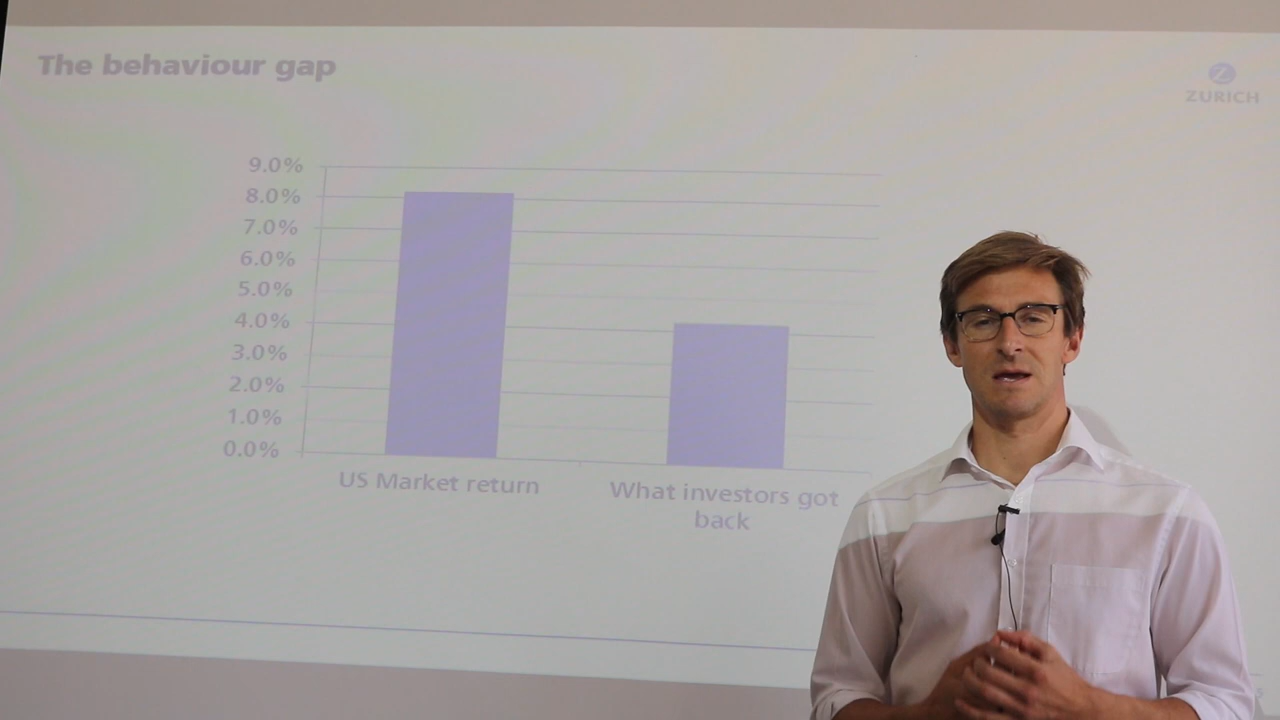 The behaviour gap
Z
ZURICH
9.0%
8.0%
7.0%
6.0%
5.0%
4.0%
3.0%
2.0%
1.0%
0.0%
US Market return
What investors got
back